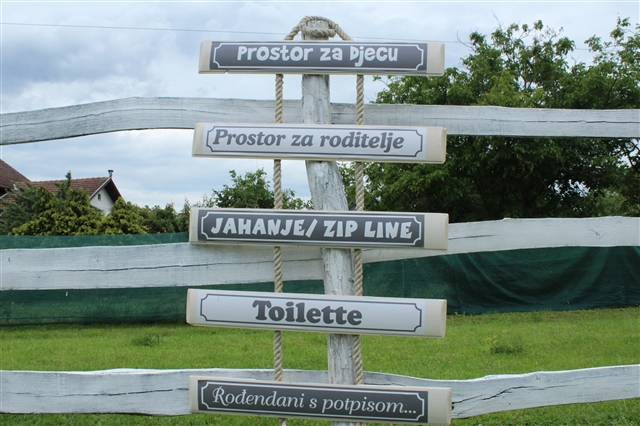 PROSTOR ZA DJECU
Prostor za roditelje
JAHANJE/ ZIP LINE
Toilette
Rođendani s potpisom...